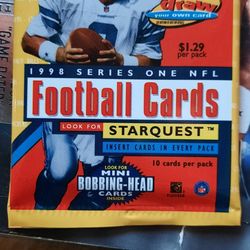 draw
your own card
$1.29
per pack
1998 SERIES ONE NFL
Football Cards
LOOK FOR STARQUEST™
INSERT CARDS IN EVERY PACK
10 cards per pack
LOOK FOR
MINI
BOBBING-HEAD
CARDS
INSIDE